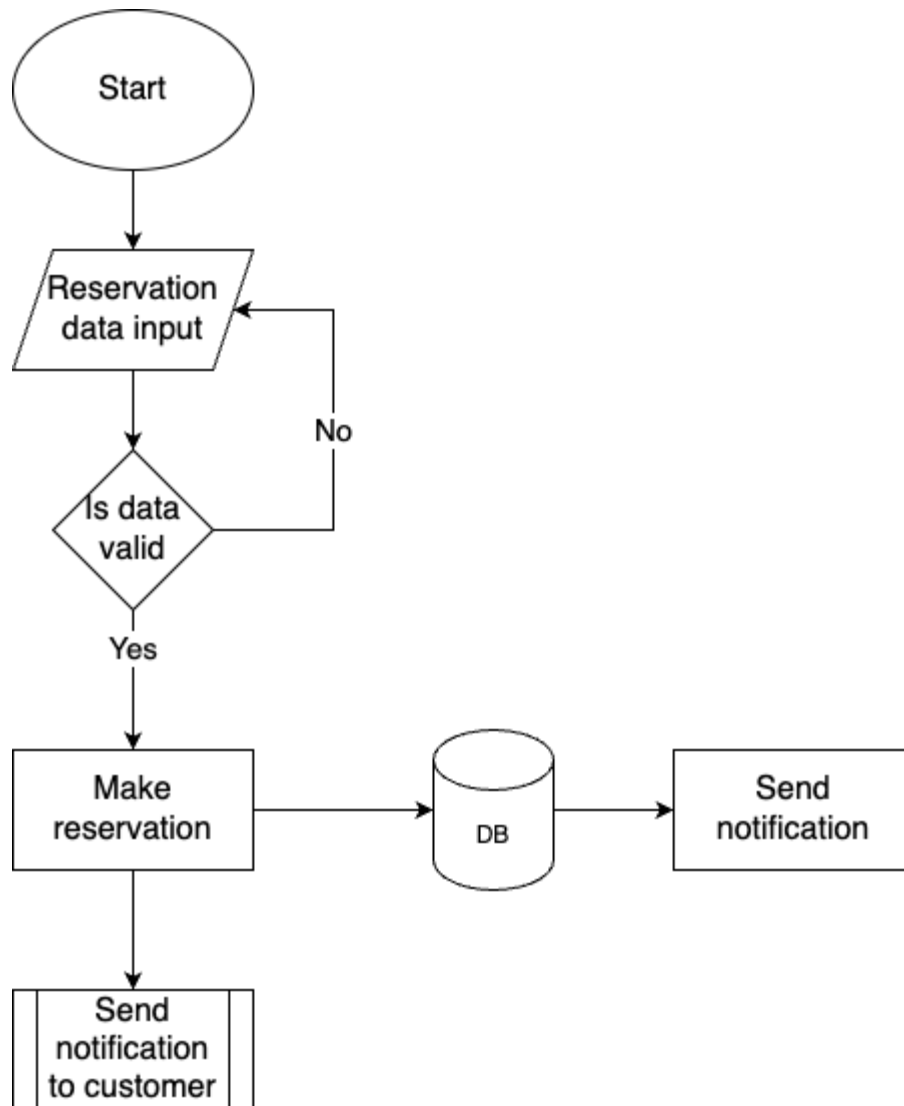 Start
Reservation
data input
No
Is data
valid
Yes
Make
reservation
DB
Send
notification
Send
notification
to customer